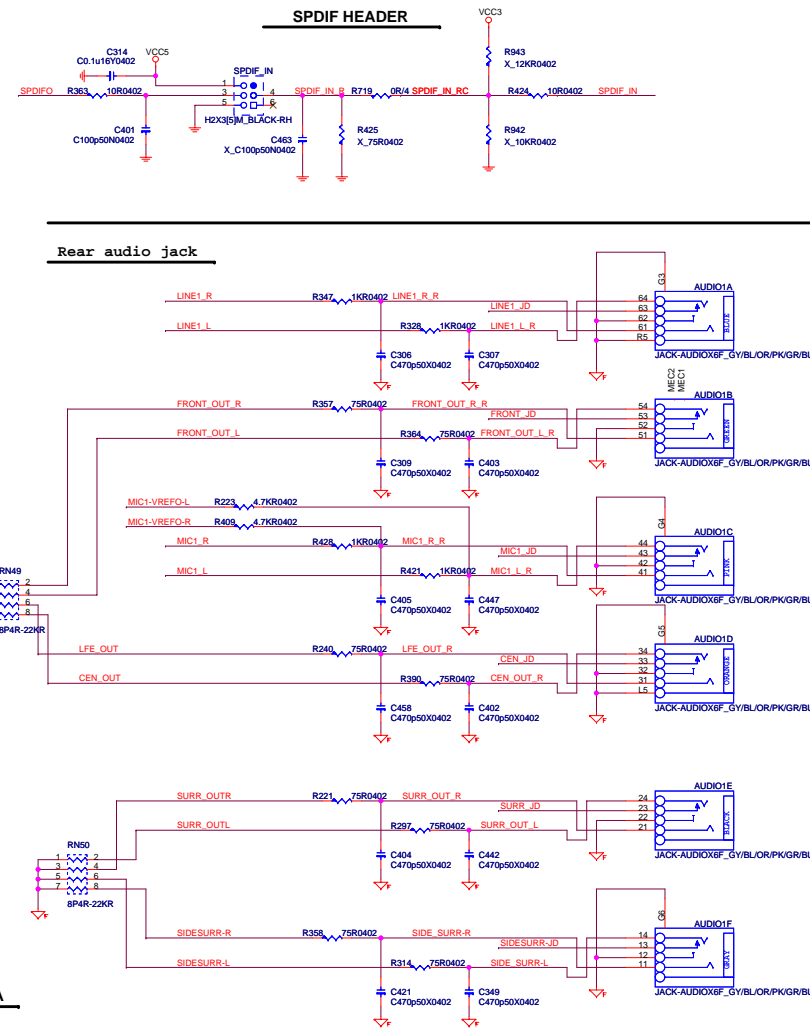 SPDIF HEADER
VCC3
R943
X_12KR0402
C314
C0.1u16Y0402
VCC5
SPDIF_IN
SPDIFO
R363
10R0402
1
3
5
4
6
SPDIF_IN_R
R719
0R/4
SPDIF_IN_RC
R424
10R0402
SPDIF_IN
H2X3[5]M_BLACK-RH
C401
C100p50N0402
C463
X_C100p50N0402
R425
X_75R0402
R942
X_10KR0402
Rear audio jack
G3
AUDIO1A
LINE1_R
R347
1KR0402
LINE1_R_R
LINE1_JD
64
63
62
61
R5
BLUE
LINE1_L
R328
1KR0402
LINE1_L_R
C306
C470p50X0402
C307
C470p50X0402
JACK-AUDIOX6F_GY/BL/OR/PK/GR/BL
F
F
F
MEC2
MEC1
AUDIO1B
FRONT_OUT_R
R357
75R0402
FRONT_OUT_R_R
FRONT_JD
54
53
52
51
GREEN
FRONT_OUT_L
R364
75R0402
FRONT_OUT_L_R
C309
C470p50X0402
C403
C470p50X0402
JACK-AUDIOX6F_GY/BL/OR/PK/GR/BL
F
F
F
MIC1-VREFO-L
R223
4.7KR0402
MIC1-VREFO-R
R409
4.7KR0402
G4
AUDIO1C
MIC1_R
R428
1KR0402
MIC1_R_R
MIC1_JD
44
43
42
41
PINK
MIC1_L
R421
1KR0402
MIC1_L_R
C405
C470p50X0402
C447
C470p50X0402
JACK-AUDIOX6F_GY/BL/OR/PK/GR/BL
F
F
F
RN49
2
4
6
8
8P4R-22KR
G5
AUDIO1D
LFE_OUT
R240
75R0402
LFE_OUT_R
CEN_JD
34
33
32
31
L5
ORANGE
CEN_OUT
R390
75R0402
CEN_OUT_R
C458
C470p50X0402
C402
C470p50X0402
JACK-AUDIOX6F_GY/BL/OR/PK/GR/BL
F
F
F
AUDIO1E
SURR_OUTR
R221
75R0402
SURR_OUT_R
SURR_JD
24
23
22
21
BLACK
SURR_OUTL
R297
75R0402
SURR_OUT_L
C404
C470p50X0402
C442
C470p50X0402
JACK-AUDIOX6F_GY/BL/OR/PK/GR/BL
F
F
F
RN50
1
2
3
4
5
6
7
8
8P4R-22KR
F
G6
AUDIO1F
SIDESURR-R
R358
75R0402
SIDE_SURR-R
SIDESURR-JD
14
13
12
11
GRAY
SIDESURR-L
R314
75R0402
SIDE_SURR-L
C421
C470p50X0402
C349
C470p50X0402
JACK-AUDIOX6F_GY/BL/OR/PK/GR/BL
F
F
F